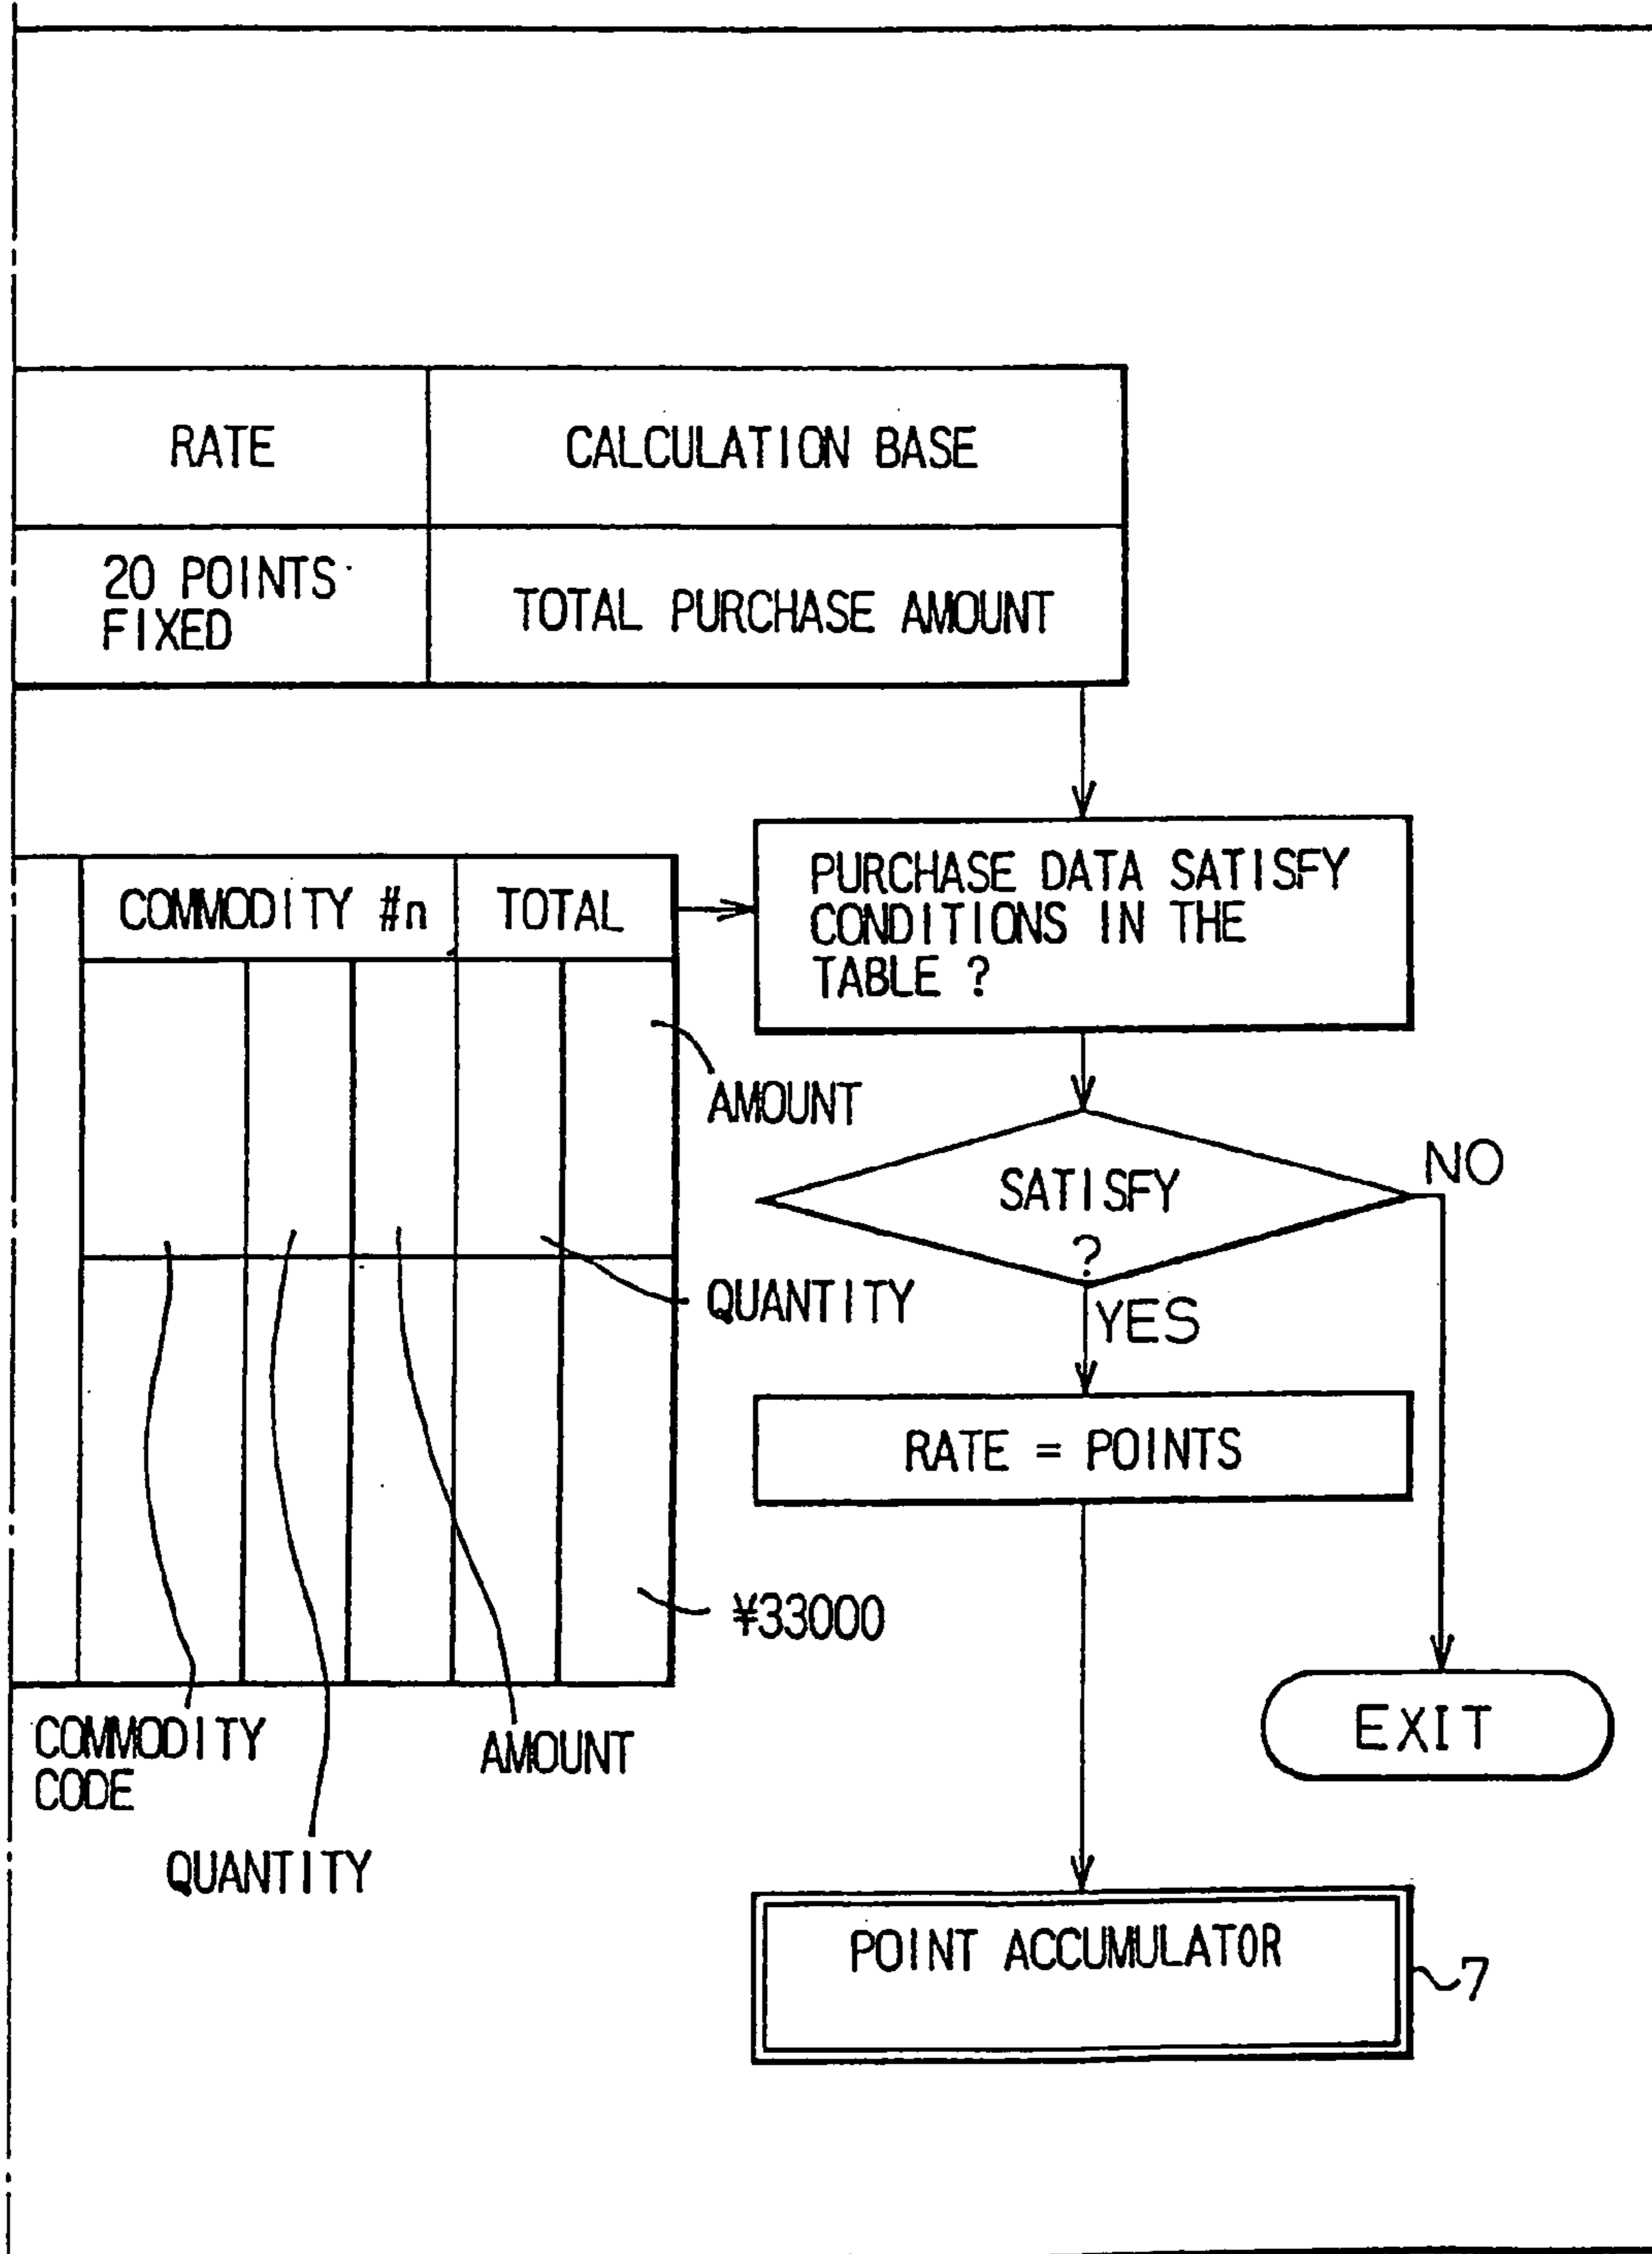 RATE
CALCULATION BASE
20 POINTS
FIXED
TOTAL PURCHASE AMOUNT
COMMODITY #n
TOTAL
PURCHASE DATA SATISFY
CONDITIONS IN THE
TABLE ?
AMOUNT
SATISFY
?
NO
QUANTITY
YES
RATE = POINTS
¥33000
COMMODITY
CODE
AMOUNT
EXIT
QUANTITY
POINT ACCUMULATOR
7